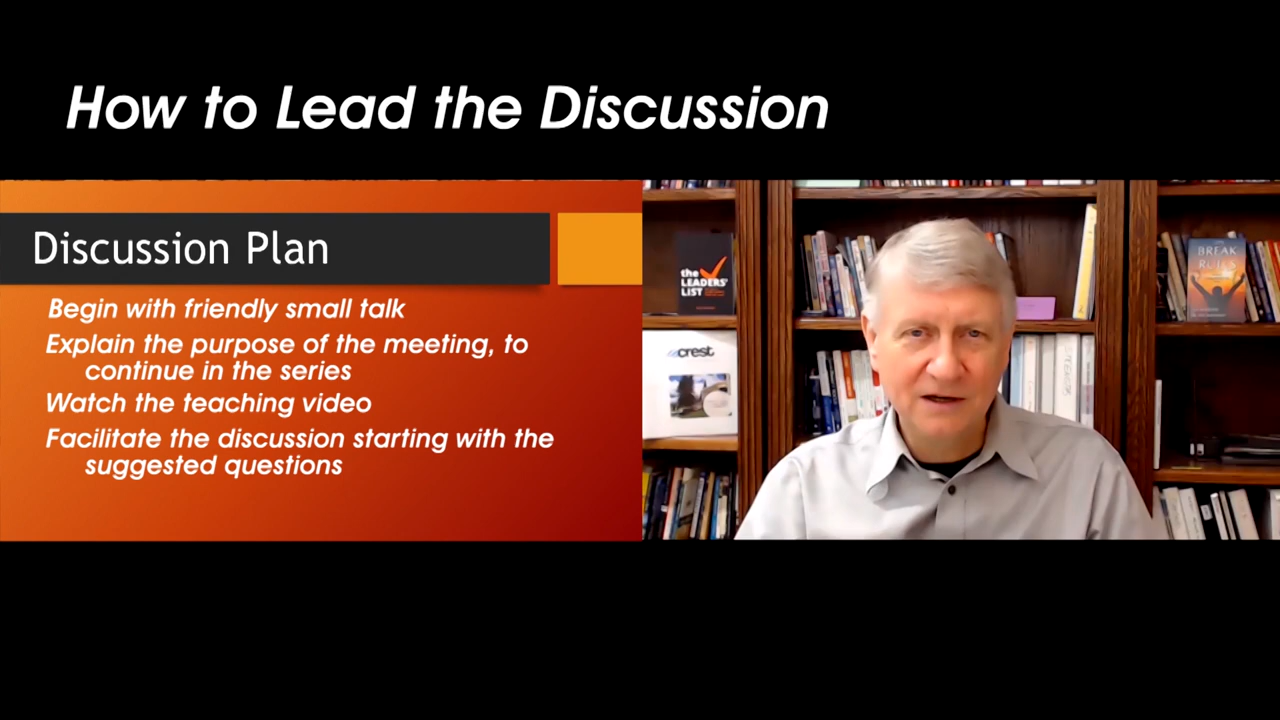 How to Lead the Discussion
Discussion Plan
Begin with friendly small talk
Explain the purpose of the meeting, to
continue in the series
Watch the teaching video
Facilitate the discussion starting with the
suggested questions
the
LEADERS'
LIST
crest
BREAK
RULES